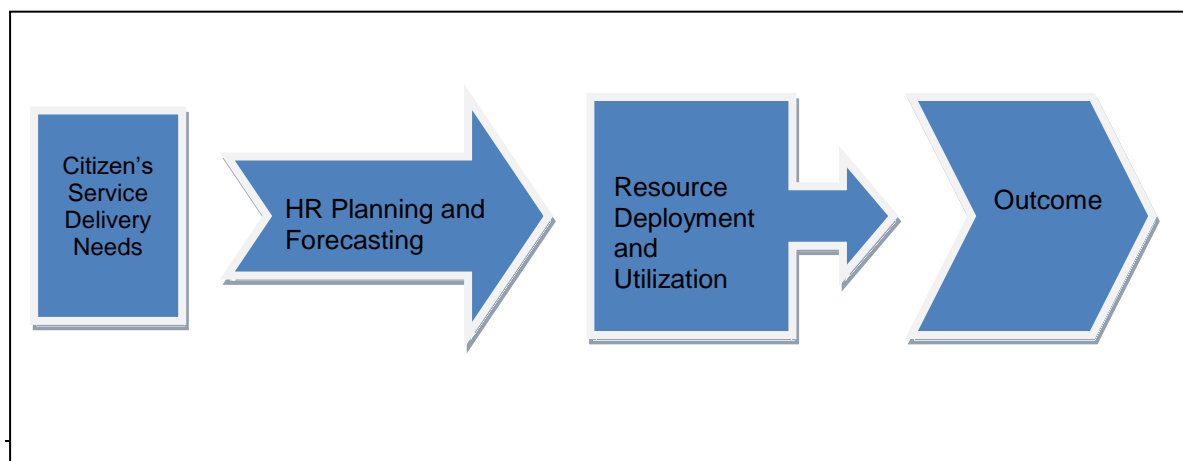 Citizen’s
Service
Delivery
Needs
HR Planning and
Forecasting
Resource
Deployment
and
Utilization
Outcome